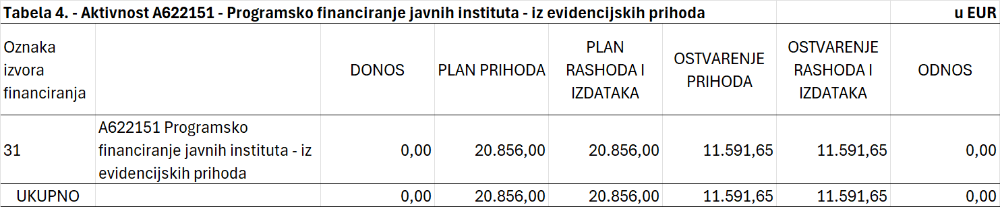 Tabela 4. - Aktivnost A622151 - Programsko financiranje javnih instituta - iz evidencijskih prihoda u EUR
Oznaka
izvora
financiranja
DONOS
PLAN PRIHODA
PLAN
RASHODA I
IZDATAKA
OSTVARENJE
PRIHODA
OSTVARENJE
RASHODA I
IZDATAKA
ODNOS
31
A622151 Programsko
financiranje javnih instituta - iz
evidencijskih prihoda
0,00 20.856,00 20.856,00 11.591,65 11.591,65 0,00
UKUPNO 0,00 20.856,00 20.856,00 11.591,65 11.591,65 0,00